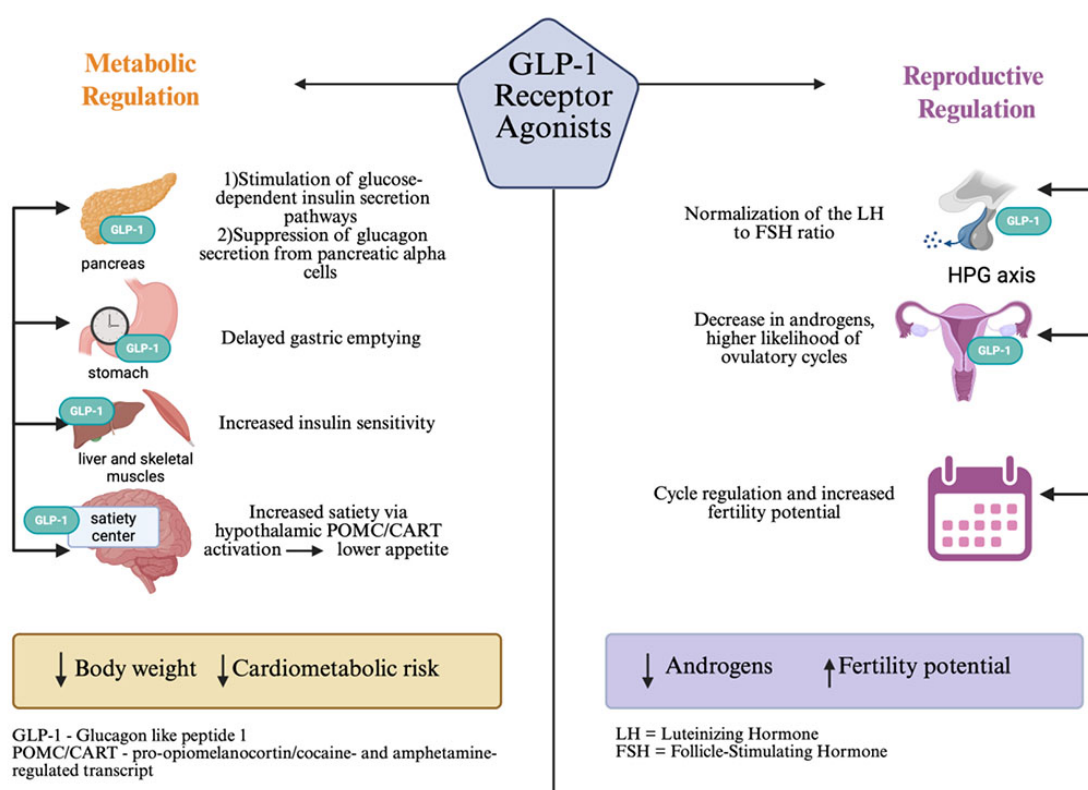 GLP-1
Receptor
Agonists
Metabolic
Regulation
GLP-1
pancreas
1)Stimulation of glucose-
dependent insulin secretion
pathways
2)Suppression of glucagon
secretion from pancreatic alpha
cells
GLP-1
stomach
Delayed gastric emptying
GLP-1
liver and skeletal
muscles
Increased insulin sensitivity
GLP-1
satiety
center
Increased satiety via
hypothalamic POMC/CART
activation → lower appetite
↓ Body weight ↓ Cardiometabolic risk
GLP-1 - Glucagon like peptide 1
POMC/CART - pro-opiomelanocortin/cocaine- and amphetamine-
regulated transcript
Reproductive
Regulation
Normalization of the LH
to FSH ratio
GLP-1
HPG axis
Decrease in androgens,
higher likelihood of
ovulatory cycles
GLP-1
Cycle regulation and increased
fertility potential
↓ Androgens ↑ Fertility potential
LH = Luteinizing Hormone
FSH = Follicle-Stimulating Hormone